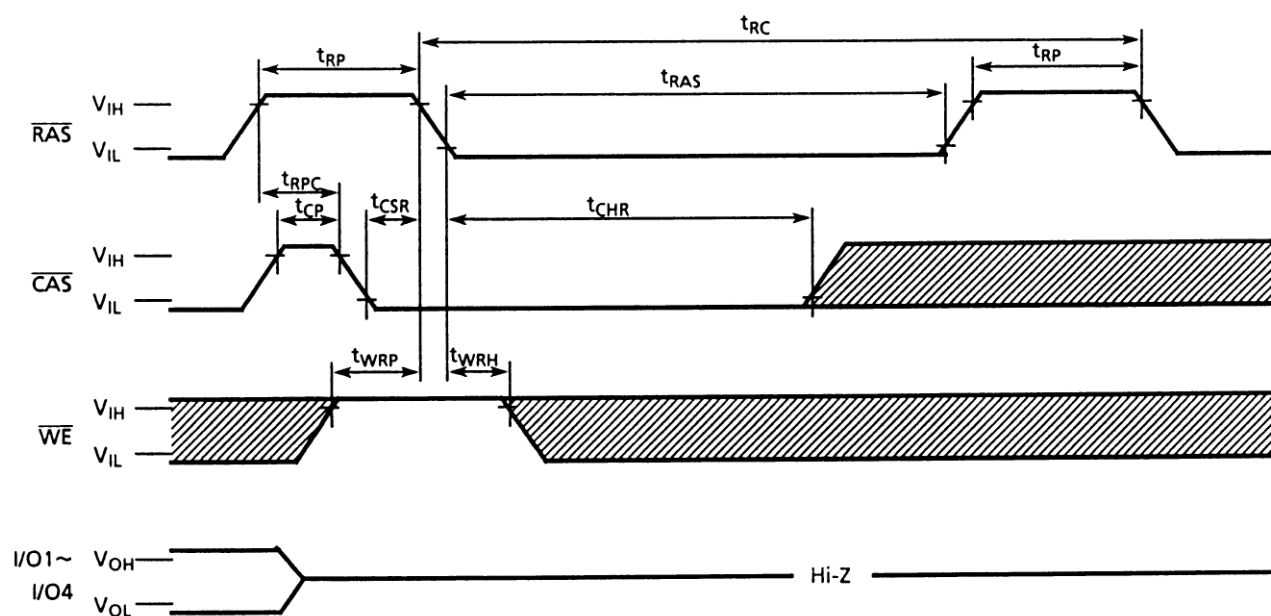 tRC
tRP
tRP
tRAS
VIH
RAS
VIL
tRPC
tCP
tCSR
tCHR
VIH
CAS
VIL
tWRP
tWRH
VIH
WE
VIL
I/O1~
VOH
Hi-Z
I/O4
VOL